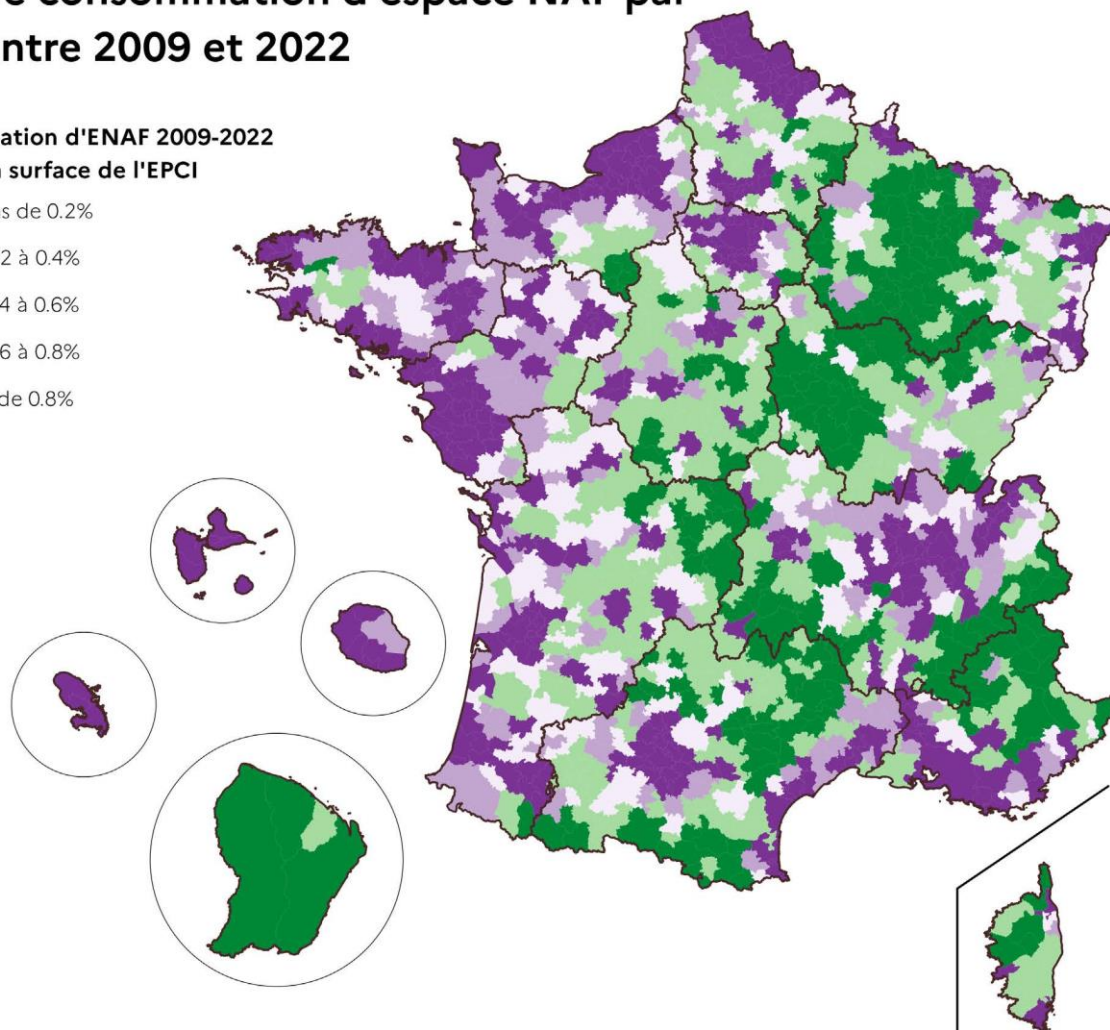 e consommation d'espace NAF par
ntre 2009 et 2022
ation d'ENAF 2009-2022
surface de l'EPCI
s de 0.2%
2 à 0.4%
4 à 0.6%
6 à 0.8%
de 0.8%